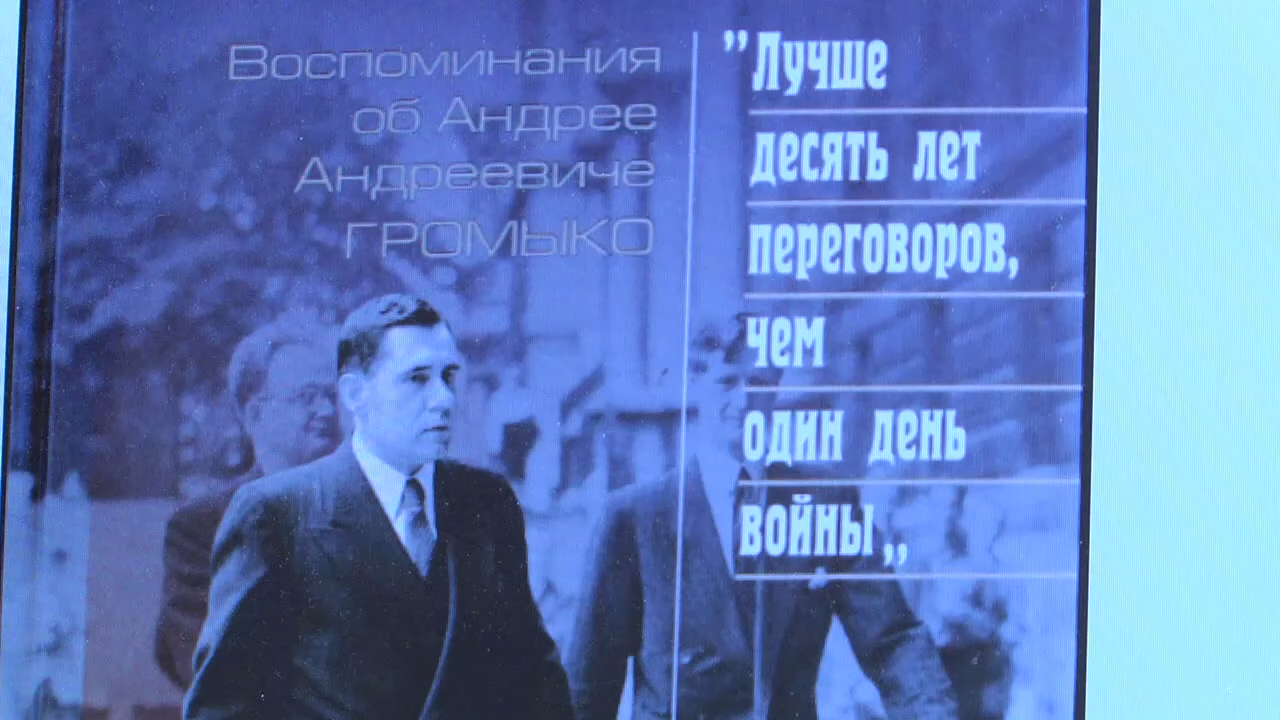 Воспоминания
об Андрее
Андреевиче
ГРОМЫКО
”Лучше
десять лет
переговоров,
чем
один день
войны„